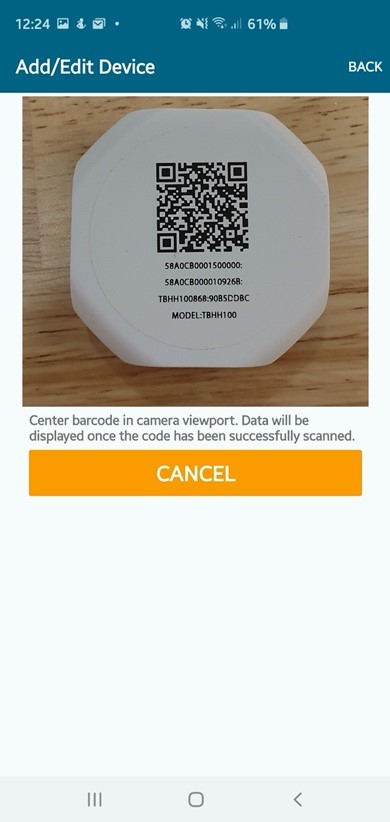 12:24
61%
Add/Edit Device
BACK
58A0CB0001500000:
58A0CB000010926B:
TBHH100868:90B5DDBC
MODEL:TBHH100
Center barcode in camera viewport. Data will be
displayed once the code has been successfully scanned.
CANCEL